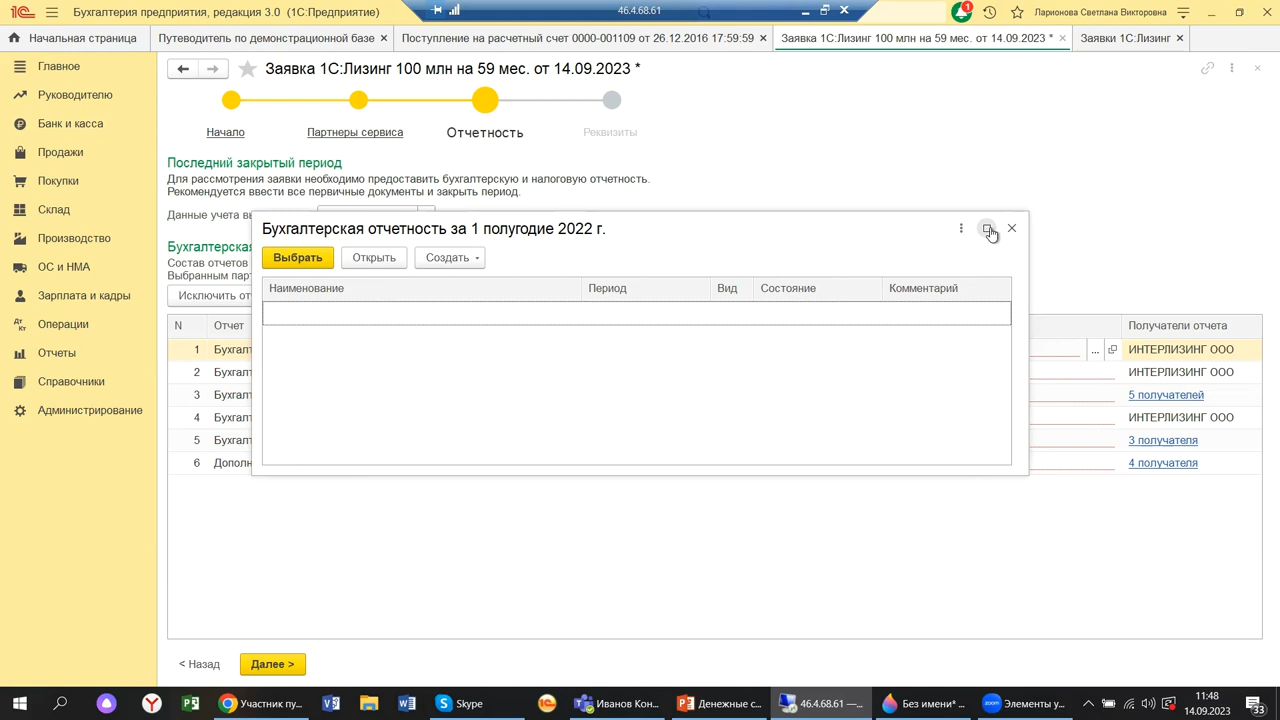 Бухгалтерия предприятия, редакция 3.0 (1С:Предприятие)
46.4.68.61
1
Ларионова Светлана Викторовна
Начальная страница
Путеводитель по демонстрационной базе
Поступление на расчетный счет 0000-001109 от 26.12.2016 17:59:59
Заявка 1С:Лизинг 100 млн на 59 мес. от 14.09.2023 *
Заявки 1С:Лизинг
Главное
Руководителю
Банк и касса
Продажи
Покупки
Склад
Производство
ОС и НМА
Зарплата и кадры
Операции
Отчеты
Справочники
Администрирование
Заявка 1С:Лизинг 100 млн на 59 мес. от 14.09.2023 *
Начало
Партнеры сервиса
Отчетность
Реквизиты
Последний закрытый период
Для рассмотрения заявки необходимо предоставить бухгалтерскую и налоговую отчетность.
Рекомендуется ввести все первичные документы и закрыть период.
Данные учета вы
Бухгалтерска
Состав отчетов
Выбранным парт
Исключить от
Бухгалтерская отчетность за 1 полугодие 2022 г.
Выбрать
Открыть
Создать
Наименование
Период
Вид
Состояние
Комментарий
N
Отчет
Получатели отчета
1 Бухгалт ... ИНТЕРЛИЗИНГ ООО
2 Бухгалт ИНТЕРЛИЗИНГ ООО
3 Бухгалт 5 получателей
4 Бухгалт ИНТЕРЛИЗИНГ ООО
5 Бухгалт 3 получателя
6 Дополн 4 получателя
< Назад
Далее >
Участник пу...
Skype
Иванов Кон...
Денежные с...
46.4.68.61 —...
Без имени* ...
Элементы у...
11:48
14.09.2023
33